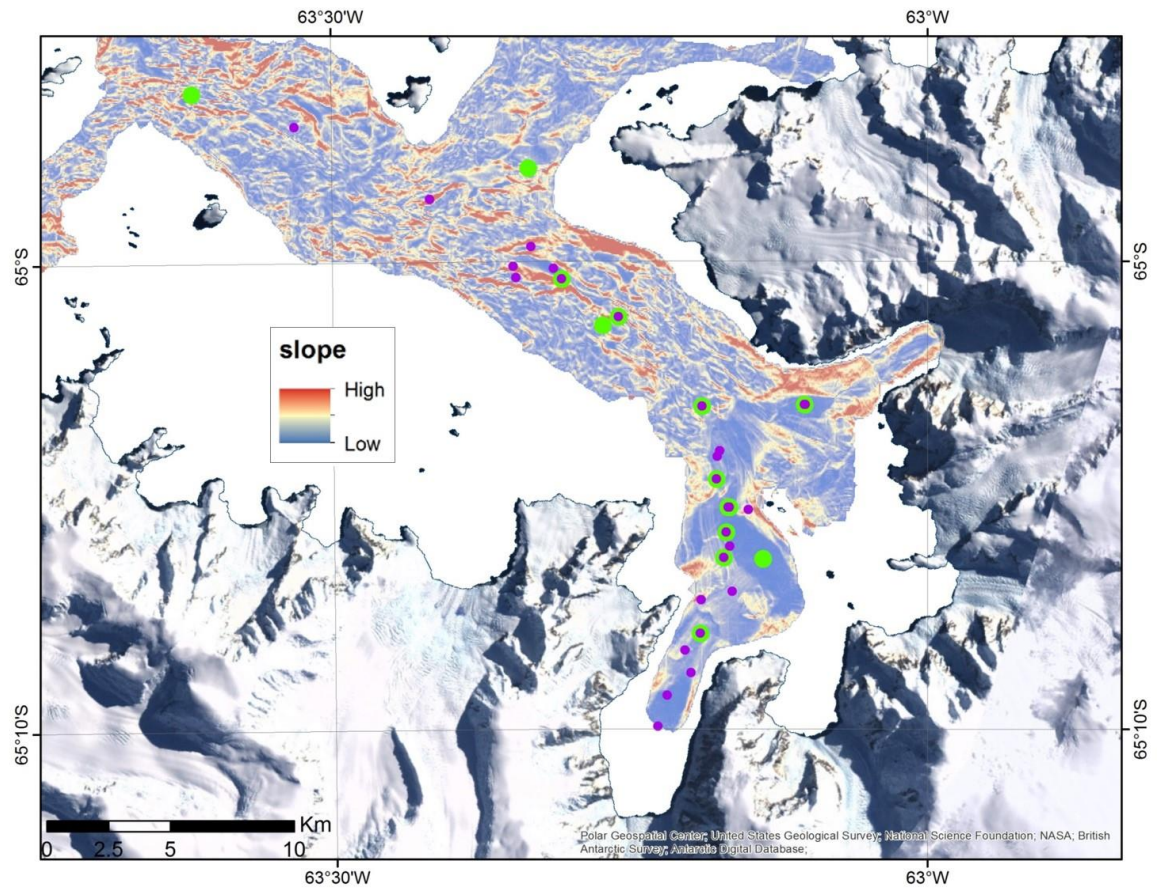 63°30'W 63°W
65°S 65°S
slope
High
Low
65°10'S 65°10'S
Km
0 2.5 5 10
Polar Geospatial Center; United States Geological Survey; National Science Foundation; NASA; British
Antarctic Survey; Antarctic Digital Database;
63°30'W 63°W